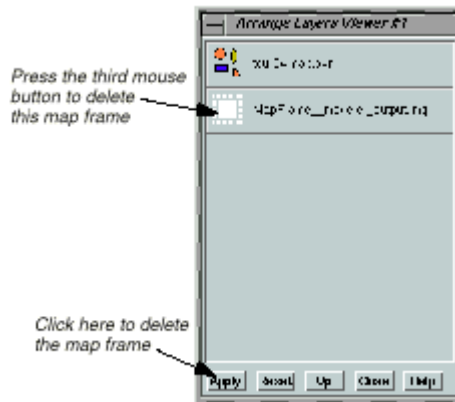 Arrange Layers Viewer #1
Press the third mouse
button to delete
this map frame
Click here to delete
the map frame
Apply
Reset
Up
Close
Help